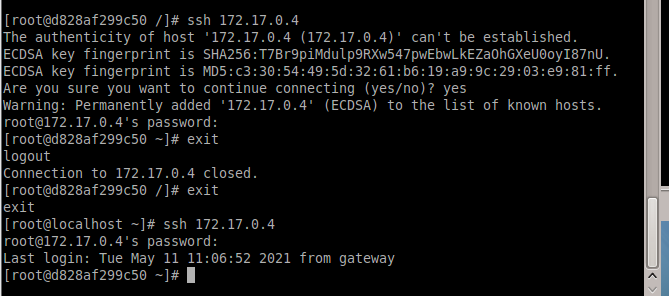 [root@d828af299c50 /]# ssh 172.17.0.4
The authenticity of host '172.17.0.4 (172.17.0.4)' can't be established.
ECDSA key fingerprint is SHA256:T7Br9piMdulp9RXw547pwEbwLkEZaOhGXeU0oyI87nU.
ECDSA key fingerprint is MD5:c3:30:54:49:5d:32:61:b6:19:a9:9c:29:03:e9:81:ff.
Are you sure you want to continue connecting (yes/no)? yes
Warning: Permanently added '172.17.0.4' (ECDSA) to the list of known hosts.
root@172.17.0.4's password:
[root@d828af299c50 ~]# exit
logout
Connection to 172.17.0.4 closed.
[root@d828af299c50 /]# exit
exit
[root@localhost ~]# ssh 172.17.0.4
root@172.17.0.4's password:
Last login: Tue May 11 11:06:52 2021 from gateway
[root@d828af299c50 ~]#